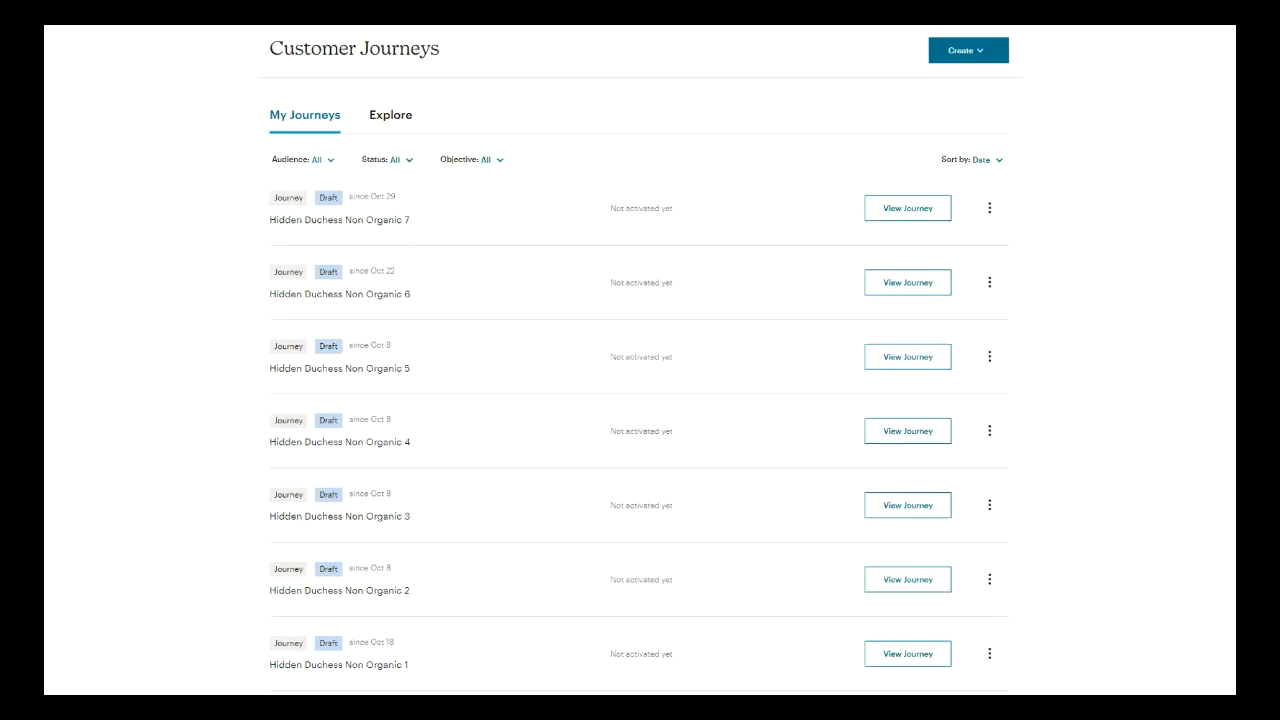 Customer Journeys
Create
My Journeys Explore
Audience: All Status: All Objective: All Sort by: Date
Journey Draft since Oct 29
Hidden Duchess Non Organic 7
Not activated yet
View Journey
Journey Draft since Oct 22
Hidden Duchess Non Organic 6
Not activated yet
View Journey
Journey Draft since Oct 8
Hidden Duchess Non Organic 5
Not activated yet
View Journey
Journey Draft since Oct 8
Hidden Duchess Non Organic 4
Not activated yet
View Journey
Journey Draft since Oct 8
Hidden Duchess Non Organic 3
Not activated yet
View Journey
Journey Draft since Oct 8
Hidden Duchess Non Organic 2
Not activated yet
View Journey
Journey Draft since Oct 18
Hidden Duchess Non Organic 1
Not activated yet
View Journey